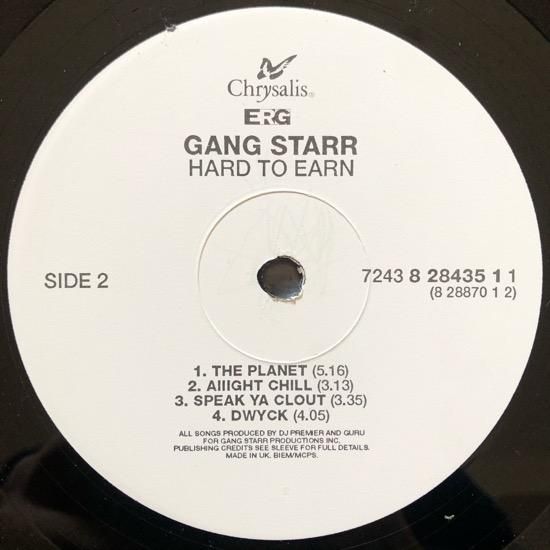 Chrysalis®
ERG
GANG STARR
HARD TO EARN
SIDE 2
7243 8 28435 1 1
(8 28870 1 2)
1. THE PLANET (5.16)
2. AIIIGHT CHILL (3.13)
3. SPEAK YA CLOUT (3.35)
4. DWYCK (4.05)
ALL SONGS PRODUCED BY DJ PREMIER AND GURU
FOR GANG STARR PRODUCTIONS INC.
PUBLISHING CREDITS SEE SLEEVE FOR FULL DETAILS.
MADE IN UK. BIEM/MCPS.